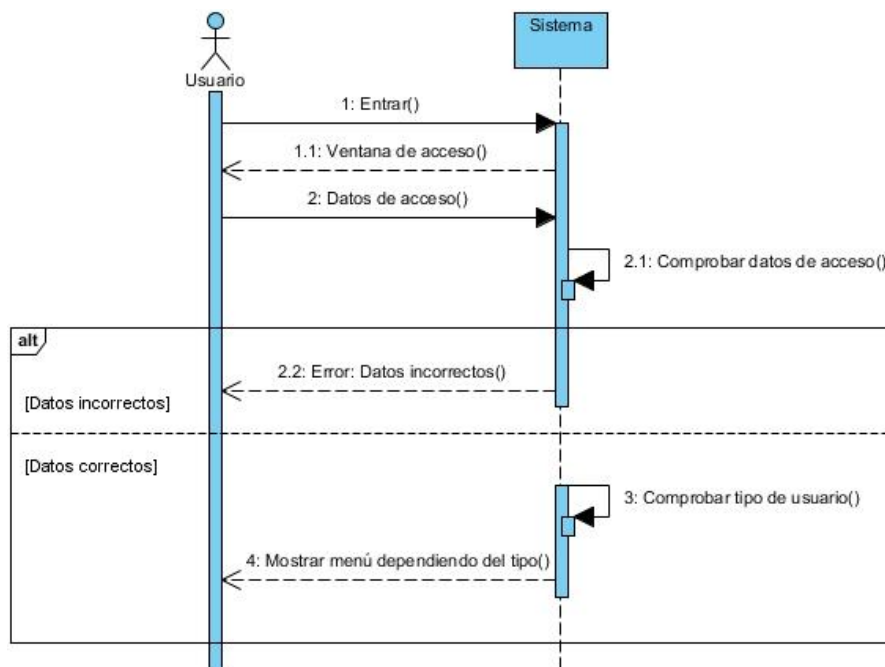 Sistema
Usuario
1: Entrar()
1.1: Ventana de acceso()
2: Datos de acceso()
2.1: Comprobar datos de acceso()
alt
2.2: Error: Datos incorrectos()
[Datos incorrectos]
[Datos correctos]
3: Comprobar tipo de usuario()
4: Mostrar menú dependiendo del tipo()